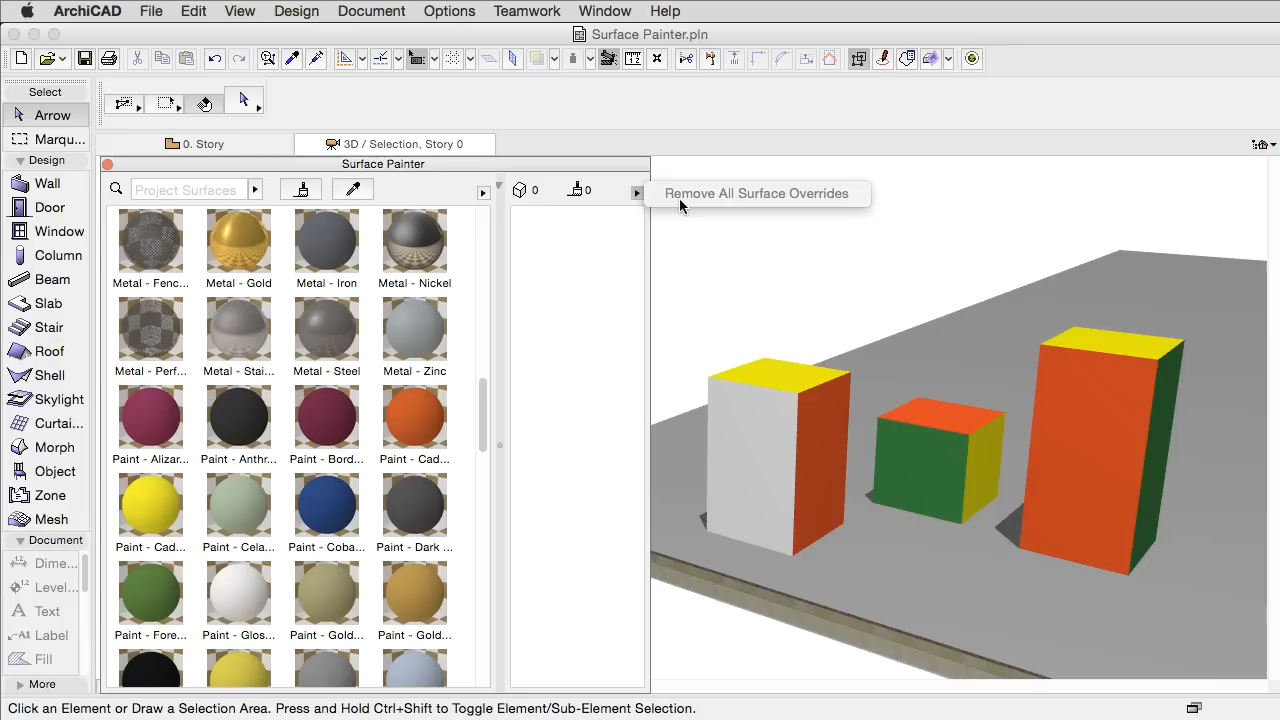 ArchiCAD File Edit View Design Document Options Teamwork Window Help
Surface Painter.pln
Select
Arrow
Marqu...
Design
Wall
Door
Window
Column
Beam
Slab
Stair
Roof
Shell
Skylight
Curtai...
Morph
Object
Zone
Mesh
Document
Dime...
Level...
A Text
A1 Label
Fill
More
0. Story
3D / Selection, Story 0
Surface Painter
Project Surfaces
0 0
Remove All Surface Overrides
Metal - Fenc... Metal - Gold Metal - Iron Metal - Nickel
Metal - Perf... Metal - Stai... Metal - Steel Metal - Zinc
Paint - Alizar... Paint - Anthr... Paint - Bord... Paint - Cad...
Paint - Cad... Paint - Cela... Paint - Coba... Paint - Dark ...
Paint - Fore... Paint - Glos... Paint - Gold... Paint - Gold...
Click an Element or Draw a Selection Area. Press and Hold Ctrl+Shift to Toggle Element/Sub-Element Selection.